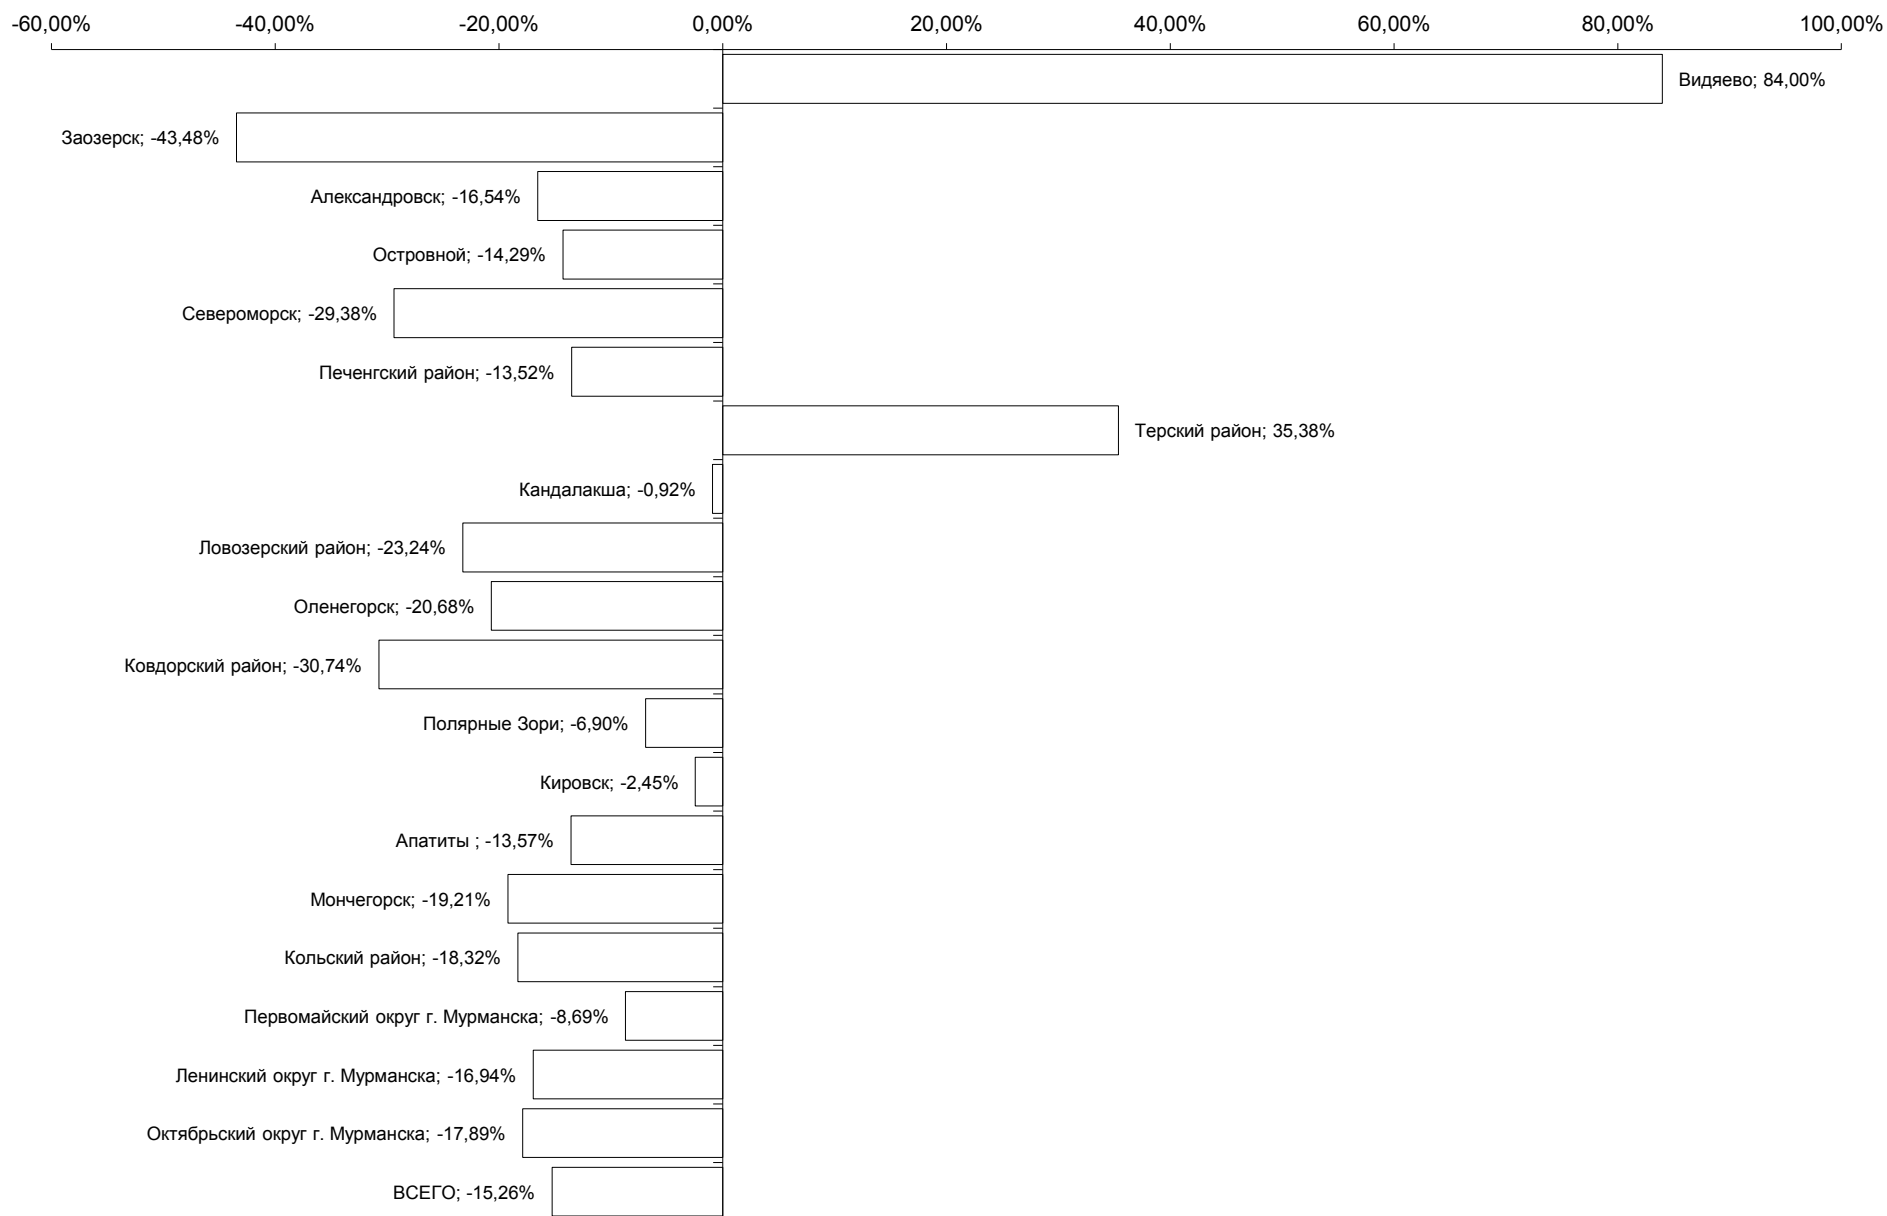 -60,00% -40,00% -20,00% 0,00% 20,00% 40,00% 60,00% 80,00% 100,00%
Видяево; 84,00%
Заозерск; -43,48%
Александровск; -16,54%
Островной; -14,29%
Североморск; -29,38%
Печенгский район; -13,52%
Терский район; 35,38%
Кандалакша; -0,92%
Ловозерский район; -23,24%
Оленегорск; -20,68%
Ковдорский район; -30,74%
Полярные Зори; -6,90%
Кировск; -2,45%
Апатиты ; -13,57%
Мончегорск; -19,21%
Кольский район; -18,32%
Первомайский округ г. Мурманска; -8,69%
Ленинский округ г. Мурманска; -16,94%
Октябрьский округ г. Мурманска; -17,89%
ВСЕГО; -15,26%